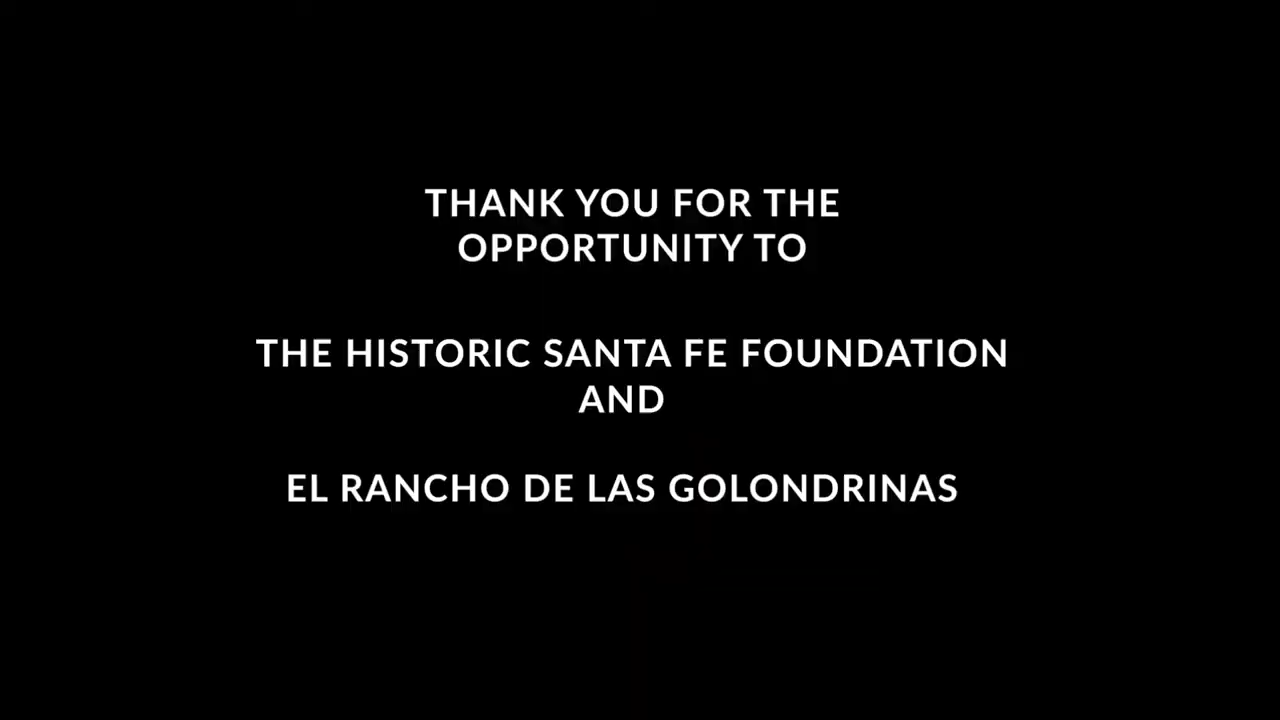 THANK YOU FOR THE
OPPORTUNITY TO
THE HISTORIC SANTA FE FOUNDATION
AND
EL RANCHO DE LAS GOLONDRINAS